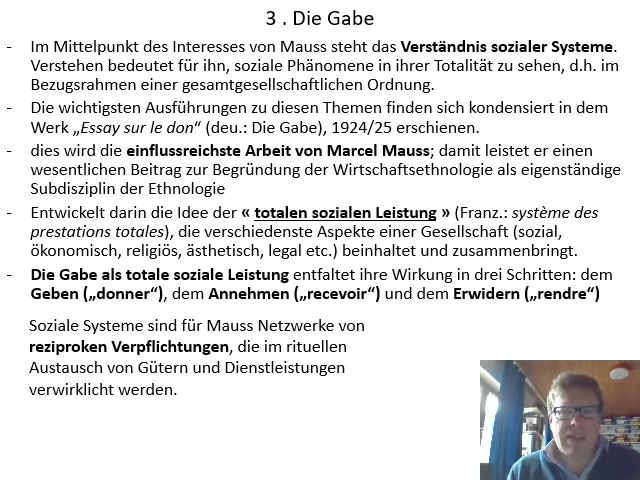 3 . Die Gabe
- Im Mittelpunkt des Interesses von Mauss steht das Verständnis sozialer Systeme.
Verstehen bedeutet für ihn, soziale Phänomene in ihrer Totalität zu sehen, d.h. im
Bezugsrahmen einer gesamtgesellschaftlichen Ordnung.
- Die wichtigsten Ausführungen zu diesen Themen finden sich kondensiert in dem
Werk „Essay sur le don“ (deu.: Die Gabe), 1924/25 erschienen.
- dies wird die einflussreichste Arbeit von Marcel Mauss; damit leistet er einen
wesentlichen Beitrag zur Begründung der Wirtschaftsethnologie als eigenständige
Subdisziplin der Ethnologie
- Entwickelt darin die Idee der « totalen sozialen Leistung » (Franz.: système des
prestations totales), die verschiedenste Aspekte einer Gesellschaft (sozial,
ökonomisch, religiös, ästhetisch, legal etc.) beinhaltet und zusammenbringt.
- Die Gabe als totale soziale Leistung entfaltet ihre Wirkung in drei Schritten: dem
Geben („donner“), dem Annehmen („recevoir“) und dem Erwidern („rendre“)
Soziale Systeme sind für Mauss Netzwerke von
reziproken Verpflichtungen, die im rituellen
Austausch von Gütern und Dienstleistungen
verwirklicht werden.